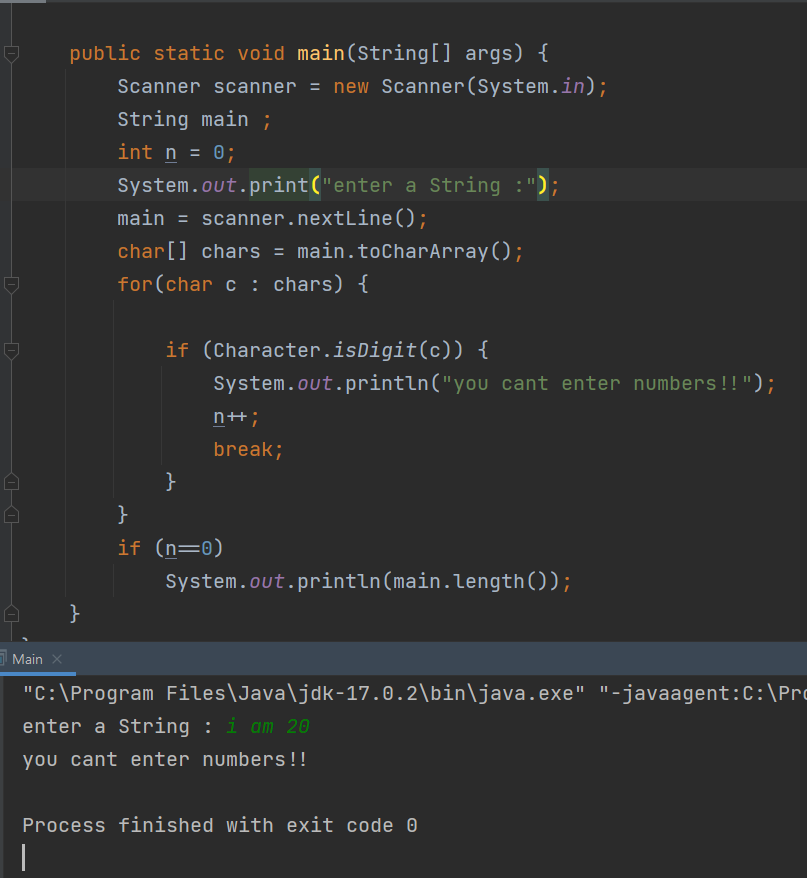 public static void main(String[] args) {
Scanner scanner = new Scanner(System.in);
String main ;
int n = 0;
System.out.print("enter a String :");
main = scanner.nextLine();
char[] chars = main.toCharArray();
for(char c : chars) {
if (Character.isDigit(c)) {
System.out.println("you cant enter numbers!!");
n++;
break;
}
}
if (n==0)
System.out.println(main.length());
}
Main
"C:\Program Files\Java\jdk-17.0.2\bin\java.exe" "-javaagent:C:\Pro
enter a String : i am 20
you cant enter numbers!!
Process finished with exit code 0